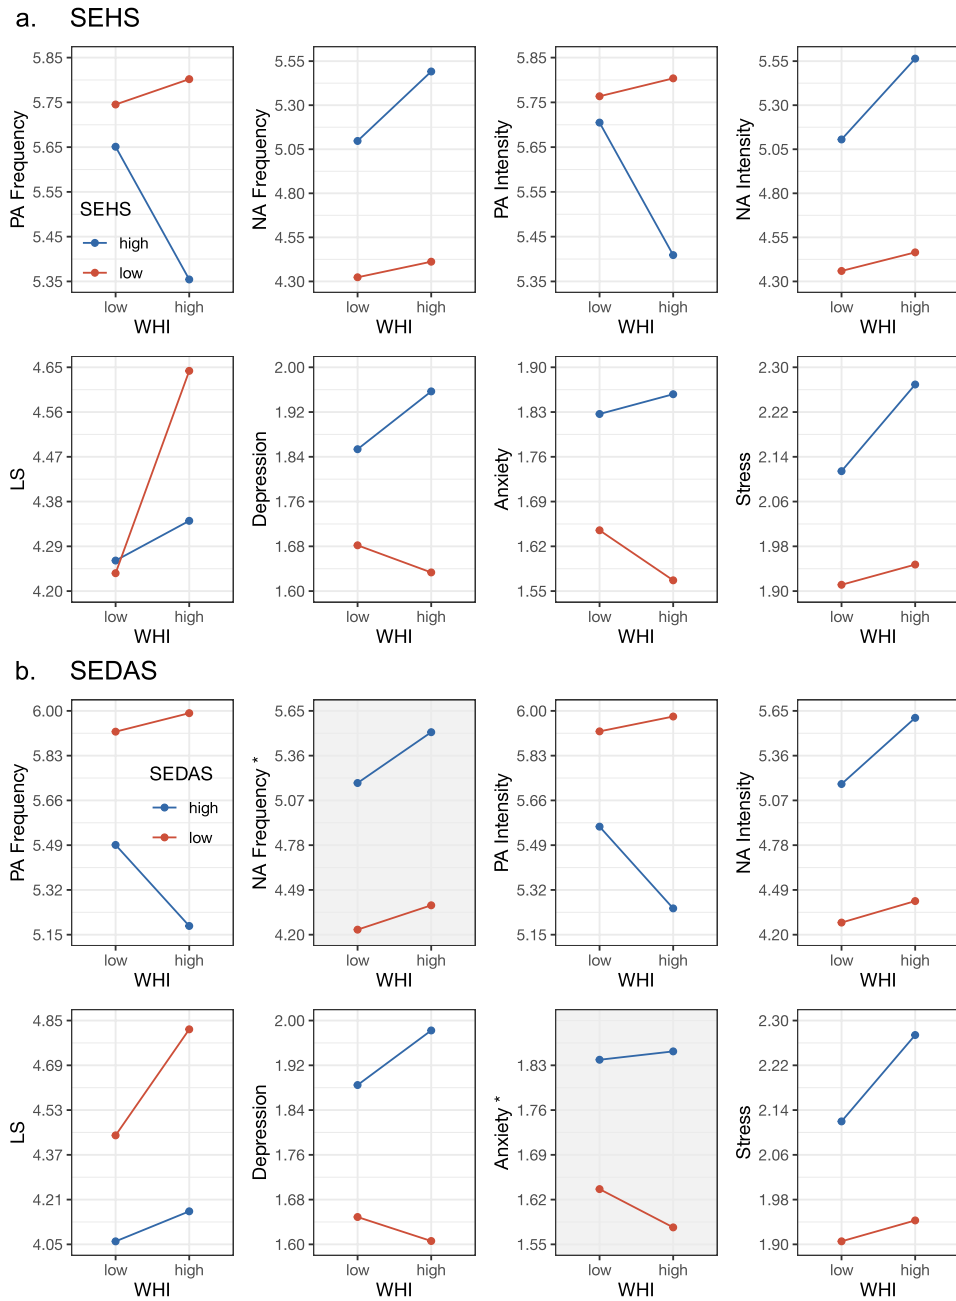 a. SEHS
PA Frequency
5.85
5.75
5.65
5.55
5.45
5.35
SEHS
high
low
low high
WHI
NA Frequency
5.55
5.30
5.05
4.80
4.55
4.30
low high
WHI
PA Intensity
5.85
5.75
5.65
5.55
5.45
5.35
low high
WHI
NA Intensity
5.55
5.30
5.05
4.80
4.55
4.30
low high
WHI
LS
4.65
4.56
4.47
4.38
4.29
4.20
low high
WHI
Depression
2.00
1.92
1.84
1.76
1.68
1.60
low high
WHI
Anxiety
1.90
1.83
1.76
1.69
1.62
1.55
low high
WHI
Stress
2.30
2.22
2.14
2.06
1.98
1.90
low high
WHI
b. SEDAS
PA Frequency
6.00
5.83
5.66
5.49
5.32
5.15
SEDAS
high
low
low high
WHI
NA Frequency *
5.65
5.36
5.07
4.78
4.49
4.20
low high
WHI
PA Intensity
6.00
5.83
5.66
5.49
5.32
5.15
low high
WHI
NA Intensity
5.65
5.36
5.07
4.78
4.49
4.20
low high
WHI
LS
4.85
4.69
4.53
4.37
4.21
4.05
low high
WHI
Depression
2.00
1.92
1.84
1.76
1.68
1.60
low high
WHI
Anxiety *
1.83
1.76
1.69
1.62
1.55
low high
WHI
Stress
2.30
2.22
2.14
2.06
1.98
1.90
low high
WHI